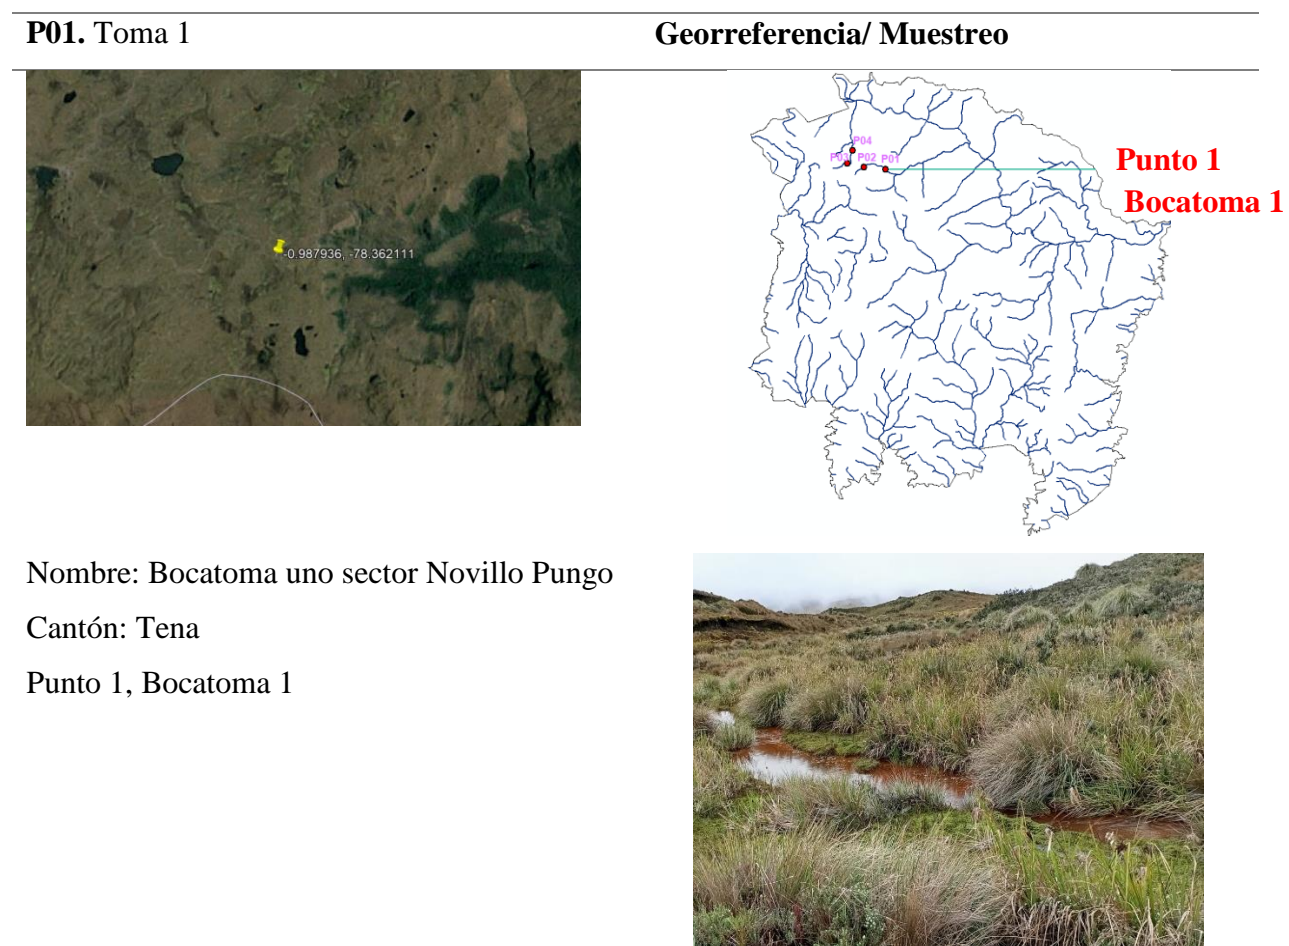 P01. Toma 1
Georreferencia/ Muestreo
-0.987936, -78.362111
P04
P03
P02
P01
Punto 1
Bocatoma 1
Nombre: Bocatoma uno sector Novillo Pungo
Cantón: Tena
Punto 1, Bocatoma 1